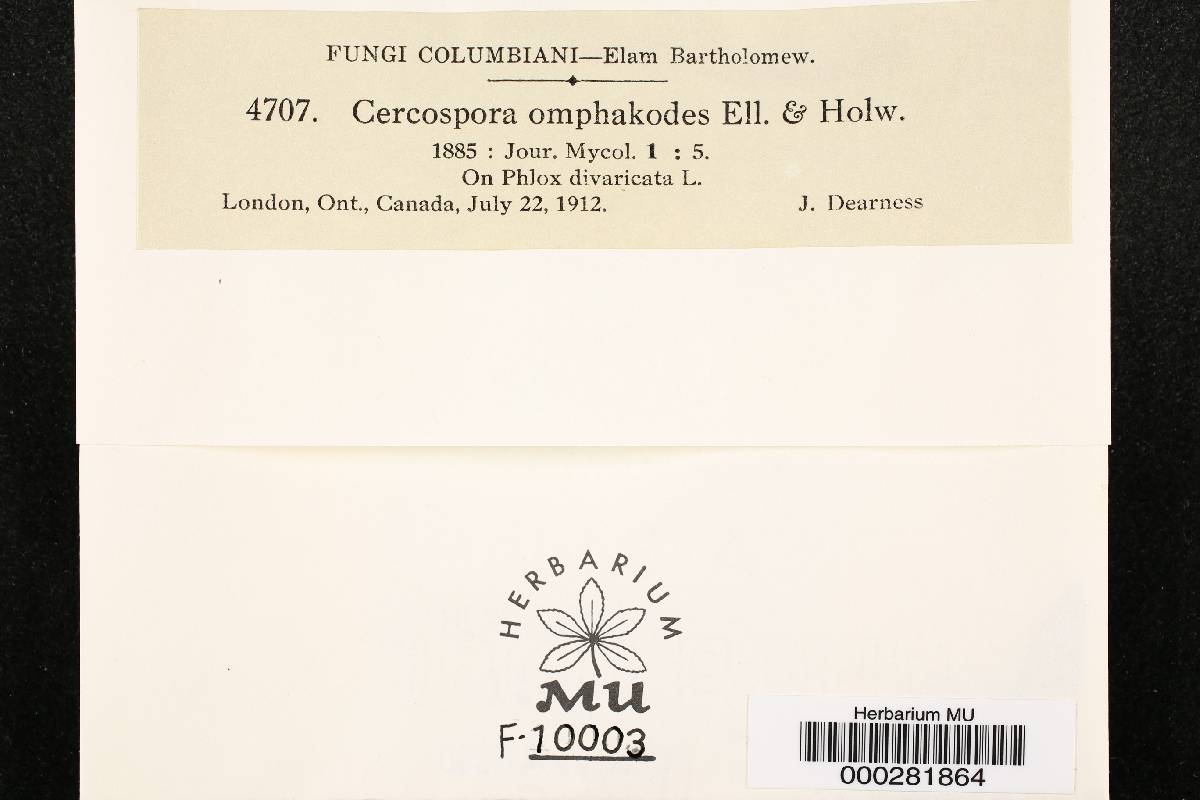 FUNGI COLUMBIANI—Elam Bartholomew.
4707. Cercospora omphakodes Ell. & Holw.
1885 : Jour. Mycol. 1 : 5.
On Phlox divaricata L.
London, Ont., Canada, July 22, 1912. J. Dearness
HERBARIUM
MU
F-10003
Herbarium MU
000281864